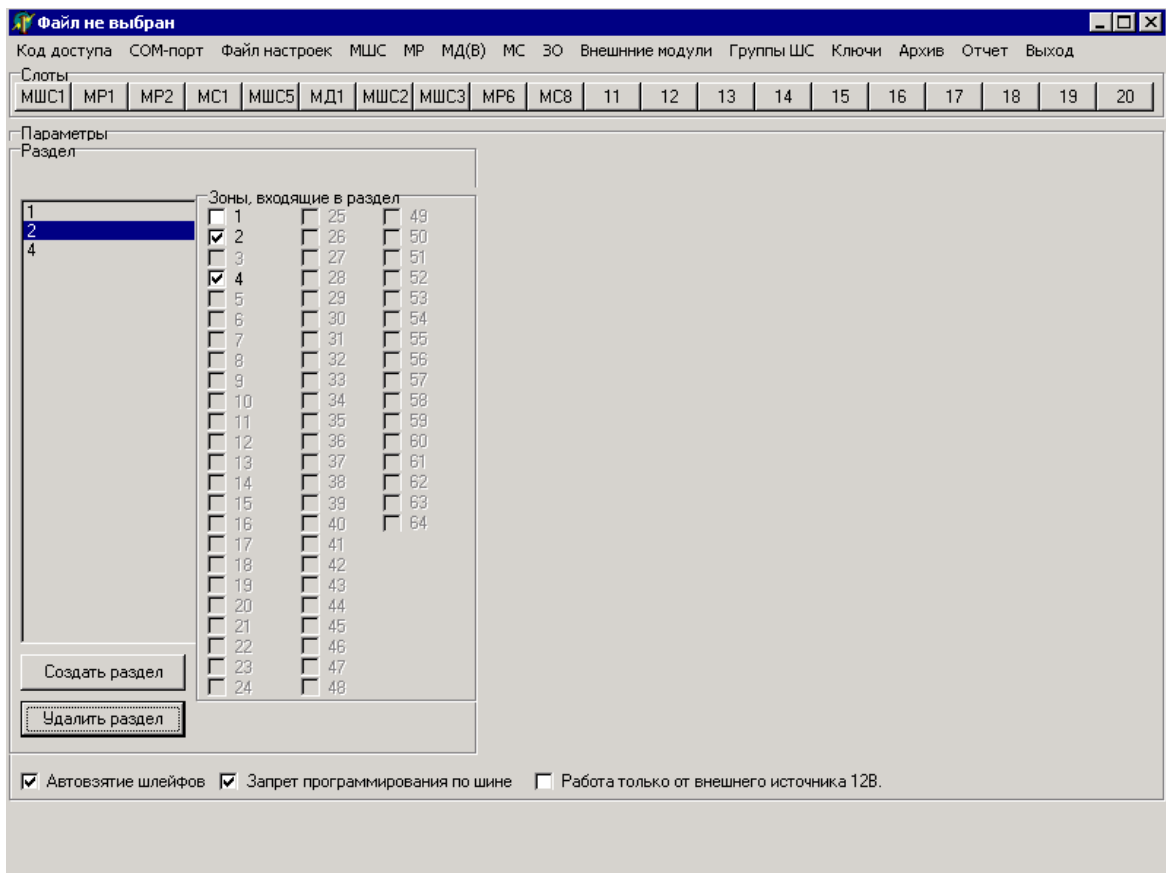 Файл не выбран
Код доступа СОМ-порт Файл настроек МШС МР МД(В) МС ЗО Внешнние модули Группы ШС Ключи Архив Отчет Выход
Слоты
МШС1 МР1 МР2 МС1 МШС5 МД1 МШС2 МШС3 МР6 МС8 11 12 13 14 15 16 17 18 19 20
Параметры
Раздел
Зоны, входящие в раздел
1
2
4
1 25 49
2 26 50
3 27 51
4 28 52
5 29 53
6 30 54
7 31 55
8 32 56
9 33 57
10 34 58
11 35 59
12 36 60
13 37 61
14 38 62
15 39 63
16 40 64
17 41
18 42
19 43
20 44
21 45
22 46
23 47
24 48
Создать раздел
Удалить раздел
Автовзятие шлейфов Запрет программирования по шине Работа только от внешнего источника 12В.